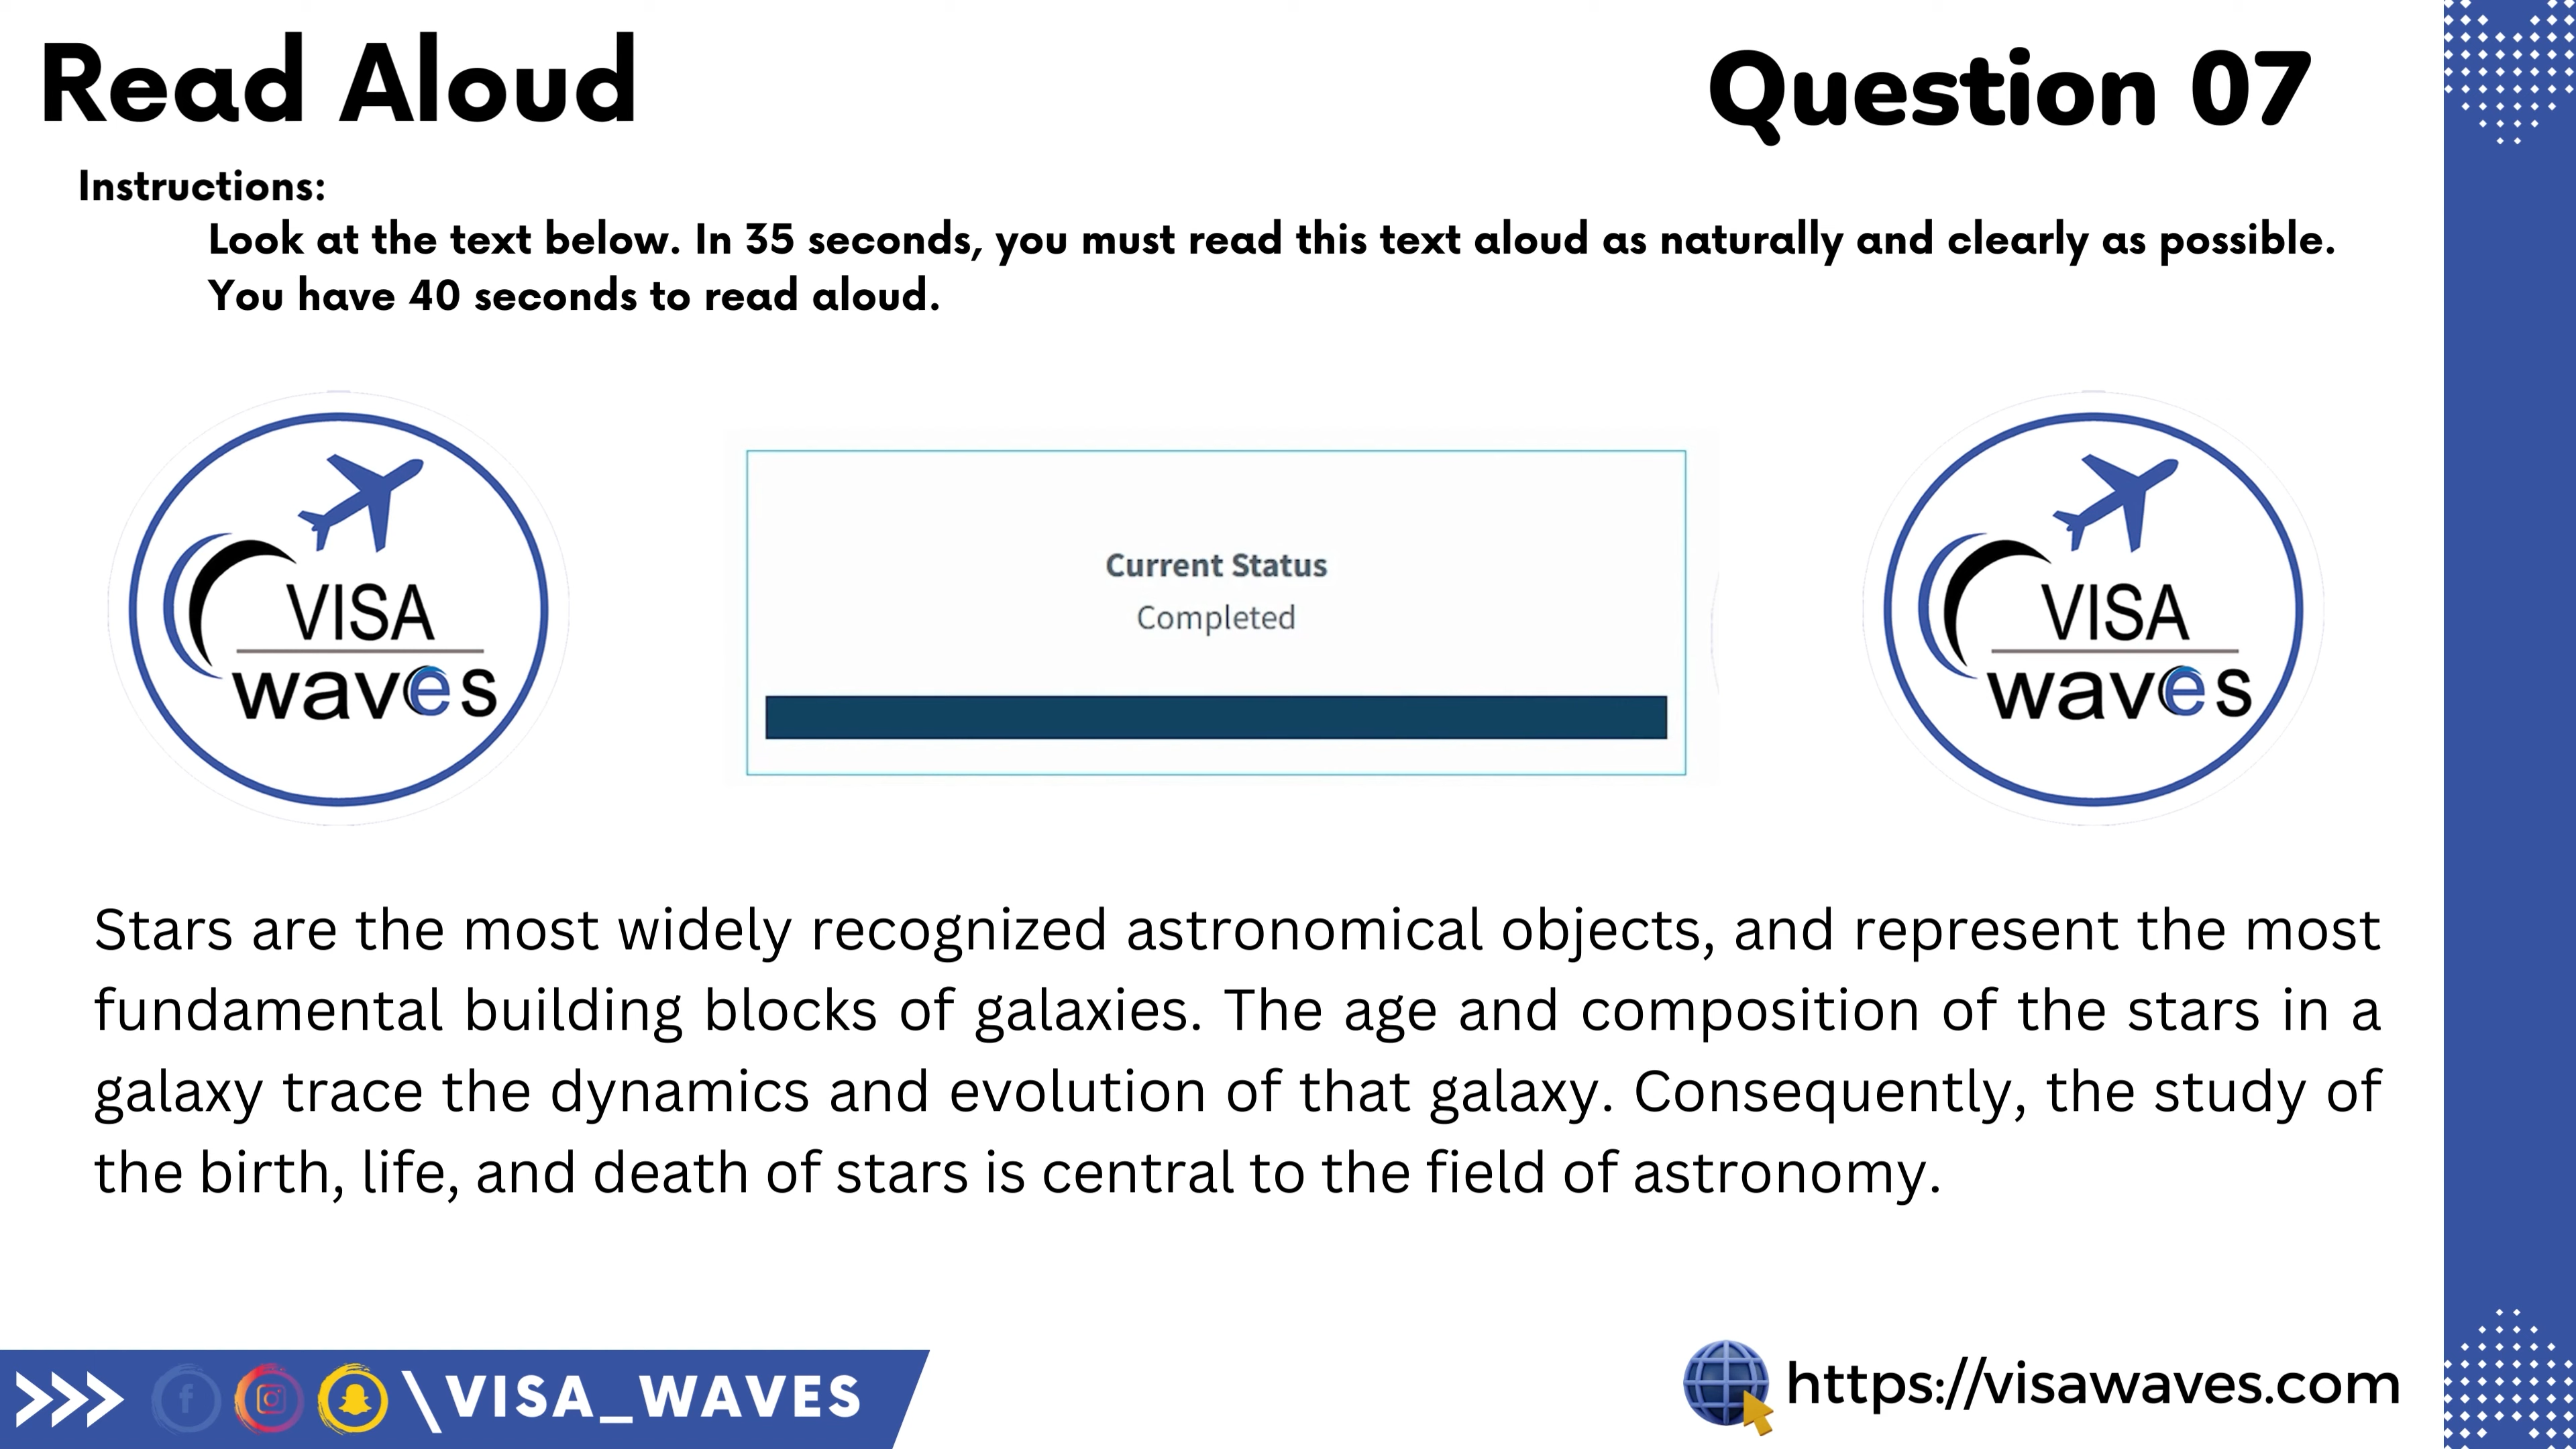 Read Aloud
Question 07
Instructions:
Look at the text below. In 35 seconds, you must read this text aloud as naturally and clearly as possible.
You have 40 seconds to read aloud.
VISA
waves
Current Status
Completed
VISA
waves
Stars are the most widely recognized astronomical objects, and represent the most
fundamental building blocks of galaxies. The age and composition of the stars in a
galaxy trace the dynamics and evolution of that galaxy. Consequently, the study of
the birth, life, and death of stars is central to the field of astronomy.
\VISA_WAVES
https://visawaves.com